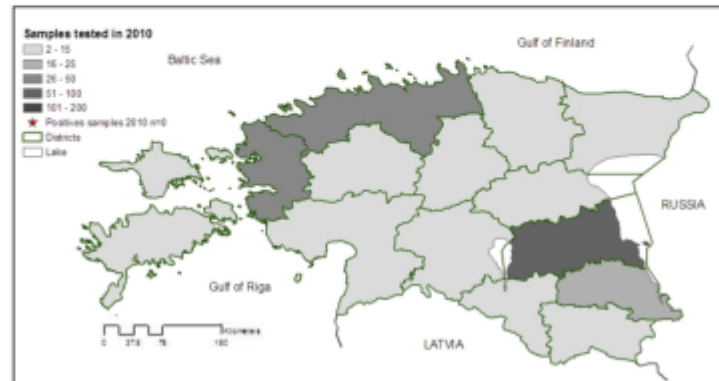 Samples tested in 2010
2 - 15
16 - 25
26 - 50
51 - 100
101 - 200
Positives samples 2010 n=0
Districts
Lake
Baltic Sea
Gulf of Finland
RUSSIA
Gulf of Riga
LATVIA
Kilometers
0